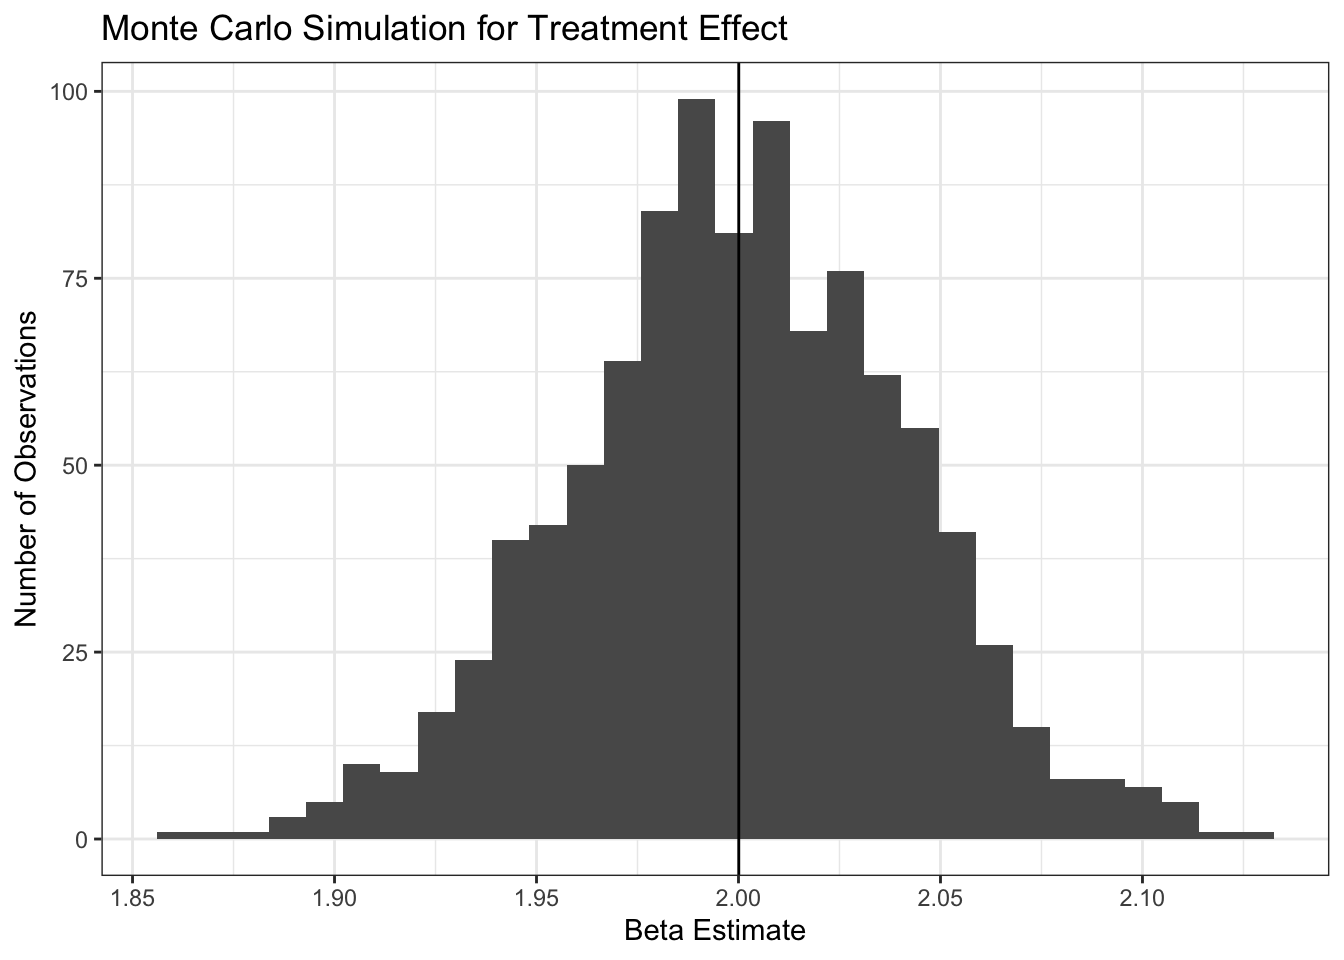 Monte Carlo Simulation for Treatment Effect
100
75
50
25
0
Number of Observations
1.85 1.90 1.95 2.00 2.05 2.10
Beta Estimate